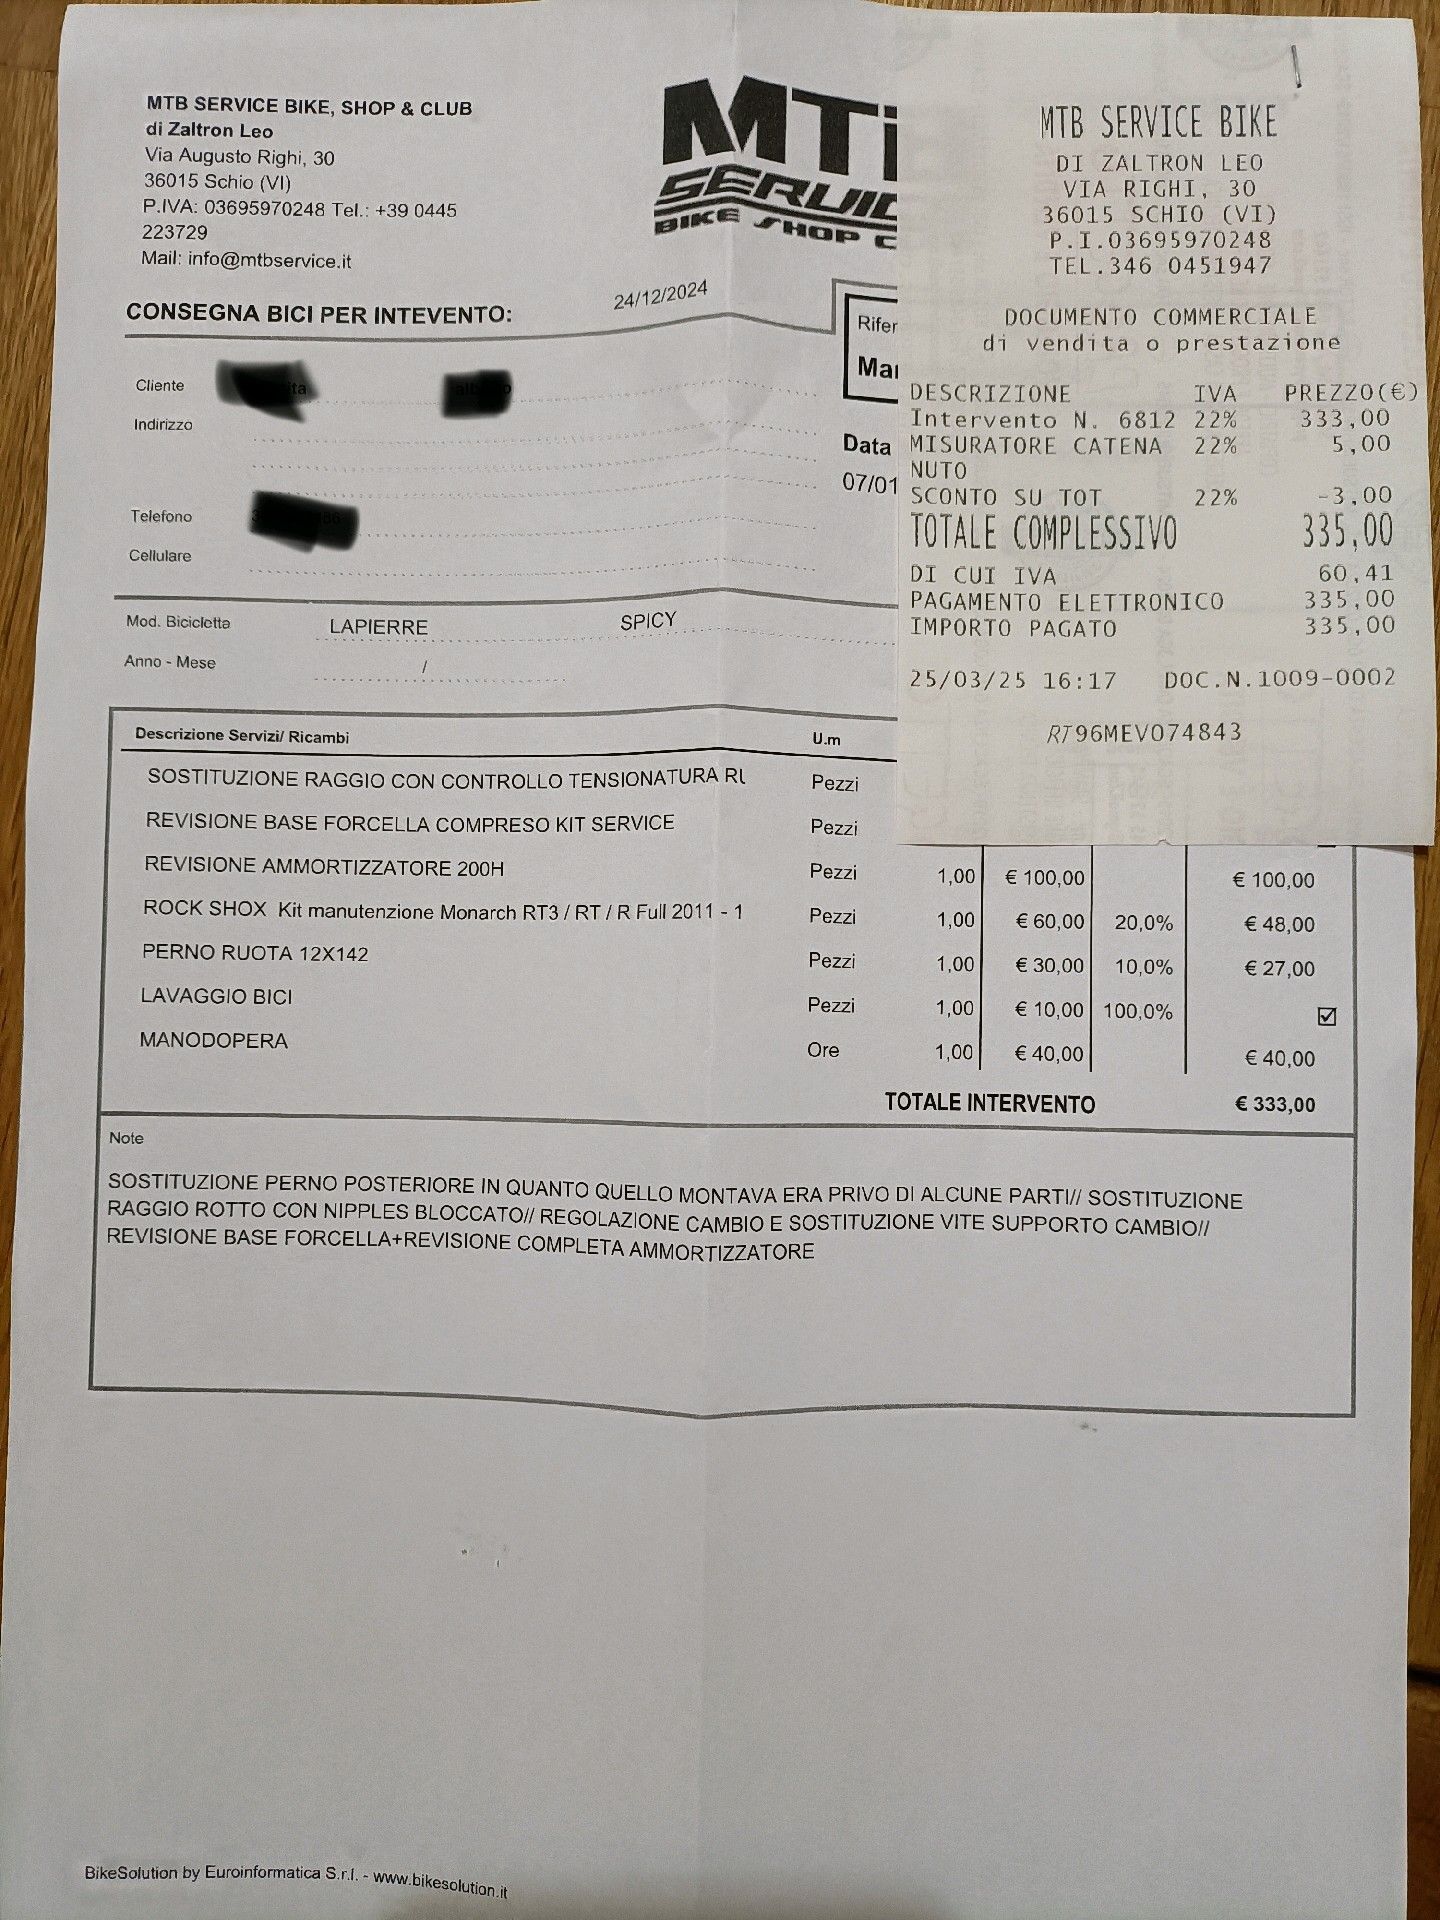 MTB SERVICE BIKE, SHOP & CLUB
di Zaltron Leo
Via Augusto Righi, 30
36015 Schio (VI)
P.IVA: 03695970248 Tel.: +39 0445
223729
Mail: info@mtbservice.it
SERVIC
BIKE SHOP C
CONSEGNA BICI PER INTEVENTO:
24/12/2024
Cliente
Indirizzo
Telefono
Cellulare
Rifer
Mar
Data
07/01
Mod. Bicicletta LAPIERRE SPICY
Anno - Mese /
MTB SERVICE BIKE
DI ZALTRON LEO
VIA RIGHI, 30
36015 SCHIO (VI)
P.I.03695970248
TEL.346 0451947
DOCUMENTO COMMERCIALE
di vendita o prestazione
DESCRIZIONE IVA PREZZO(€)
Intervento N. 6812 22% 333,00
MISURATORE CATENA 22% 5,00
NUTO
SCONTO SU TOT 22% -3,00
TOTALE COMPLESSIVO 335,00
DI CUI IVA 60,41
PAGAMENTO ELETTRONICO 335,00
IMPORTO PAGATO 335,00
25/03/25 16:17 DOC.N.1009-0002
RT96MEV074843
Descrizione Servizi/ Ricambi U.m
SOSTITUZIONE RAGGIO CON CONTROLLO TENSIONATURA RU Pezzi
REVISIONE BASE FORCELLA COMPRESO KIT SERVICE Pezzi
REVISIONE AMMORTIZZATORE 200H Pezzi 1,00 € 100,00 € 100,00
ROCK SHOX Kit manutenzione Monarch RT3 / RT / R Full 2011 - 1 Pezzi 1,00 € 60,00 20,0% € 48,00
PERNO RUOTA 12X142 Pezzi 1,00 € 30,00 10,0% € 27,00
LAVAGGIO BICI Pezzi 1,00 € 10,00 100,0% ☑
MANODOPERA Ore 1,00 € 40,00 € 40,00
TOTALE INTERVENTO € 333,00
Note
SOSTITUZIONE PERNO POSTERIORE IN QUANTO QUELLO MONTAVA ERA PRIVO DI ALCUNE PARTI// SOSTITUZIONE
RAGGIO ROTTO CON NIPPLES BLOCCATO// REGOLAZIONE CAMBIO E SOSTITUZIONE VITE SUPPORTO CAMBIO//
REVISIONE BASE FORCELLA+REVISIONE COMPLETA AMMORTIZZATORE
BikeSolution by Euroinformatica S.r.l. - www.bikesolution.it